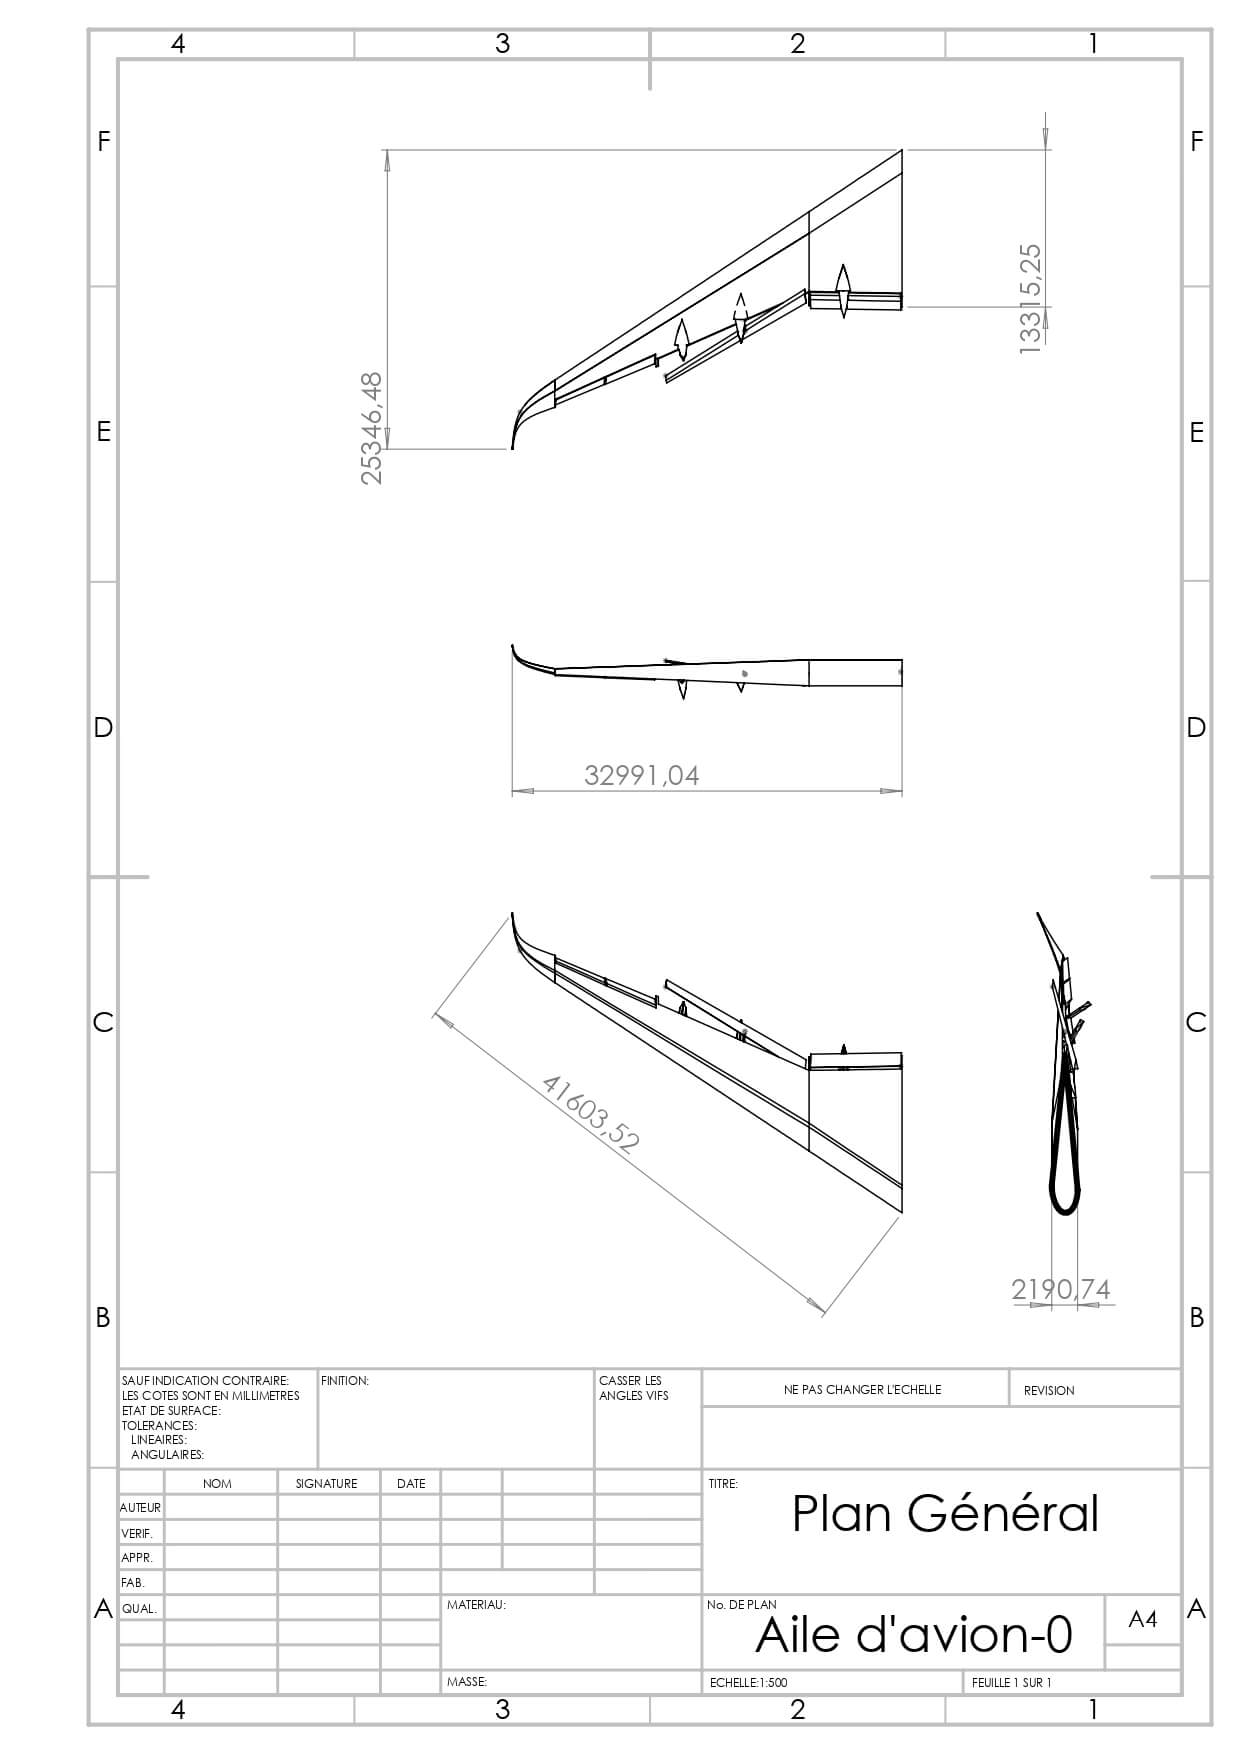 4 3 2 1
F F
13315,25
25346,48
E E
D D
32991,04
C C
41603,52
2190,74
B B
SAUF INDICATION CONTRAIRE:
LES COTES SONT EN MILLIMETRES
ETAT DE SURFACE:
TOLERANCES:
LINEAIRES:
ANGULAIRES:
FINITION:
CASSER LES
ANGLES VIFS
NE PAS CHANGER L'ECHELLE
REVISION
NOM SIGNATURE DATE
AUTEUR
VERIF.
APPR.
FAB.
QUAL.
TITRE:
Plan Général
MATERIAU:
No. DE PLAN
Aile d'avion-0
A4
A A
MASSE:
ECHELLE:1:500
FEUILLE 1 SUR 1
4 3 2 1